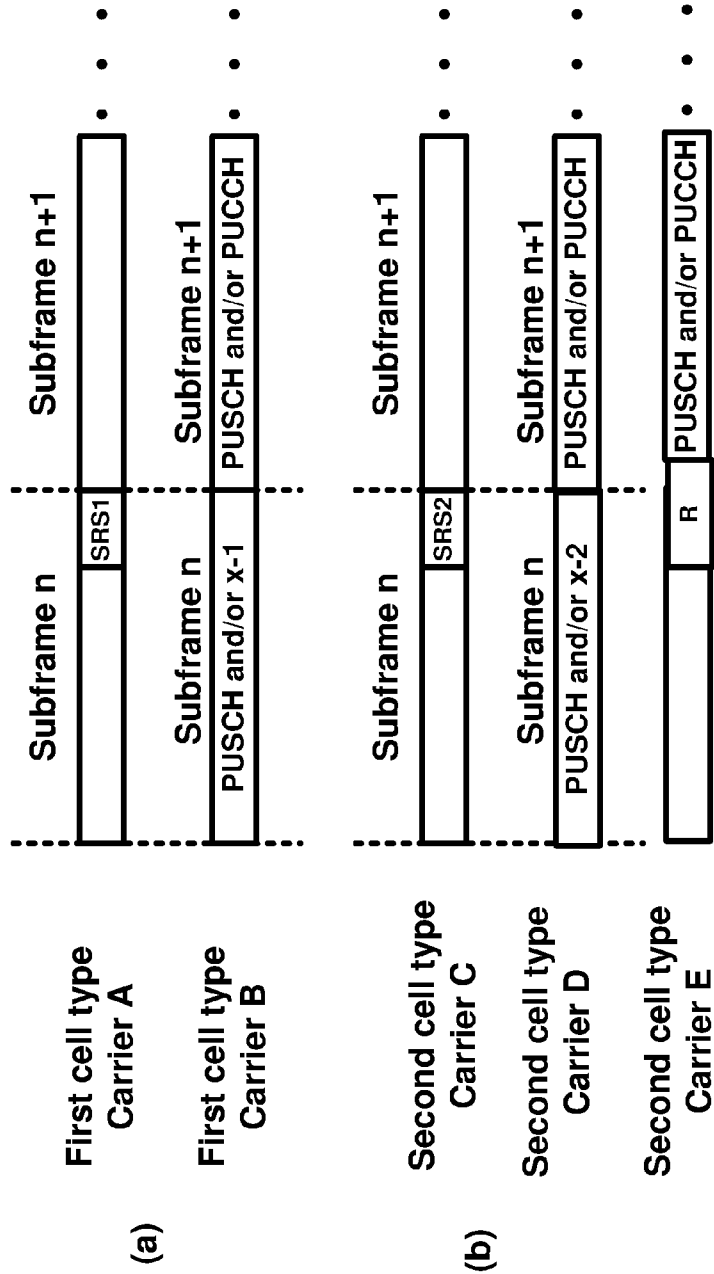 (a)
First cell type
Carrier A
Subframe n
Subframe n+1
SRS1
First cell type
Carrier B
Subframe n
Subframe n+1
PUSCH and/or x-1
PUSCH and/or PUCCH
(b)
Second cell type
Carrier C
Subframe n
Subframe n+1
SRS2
Second cell type
Carrier D
Subframe n
Subframe n+1
PUSCH and/or x-2
PUSCH and/or PUCCH
Second cell type
Carrier E
R
PUSCH and/or PUCCH